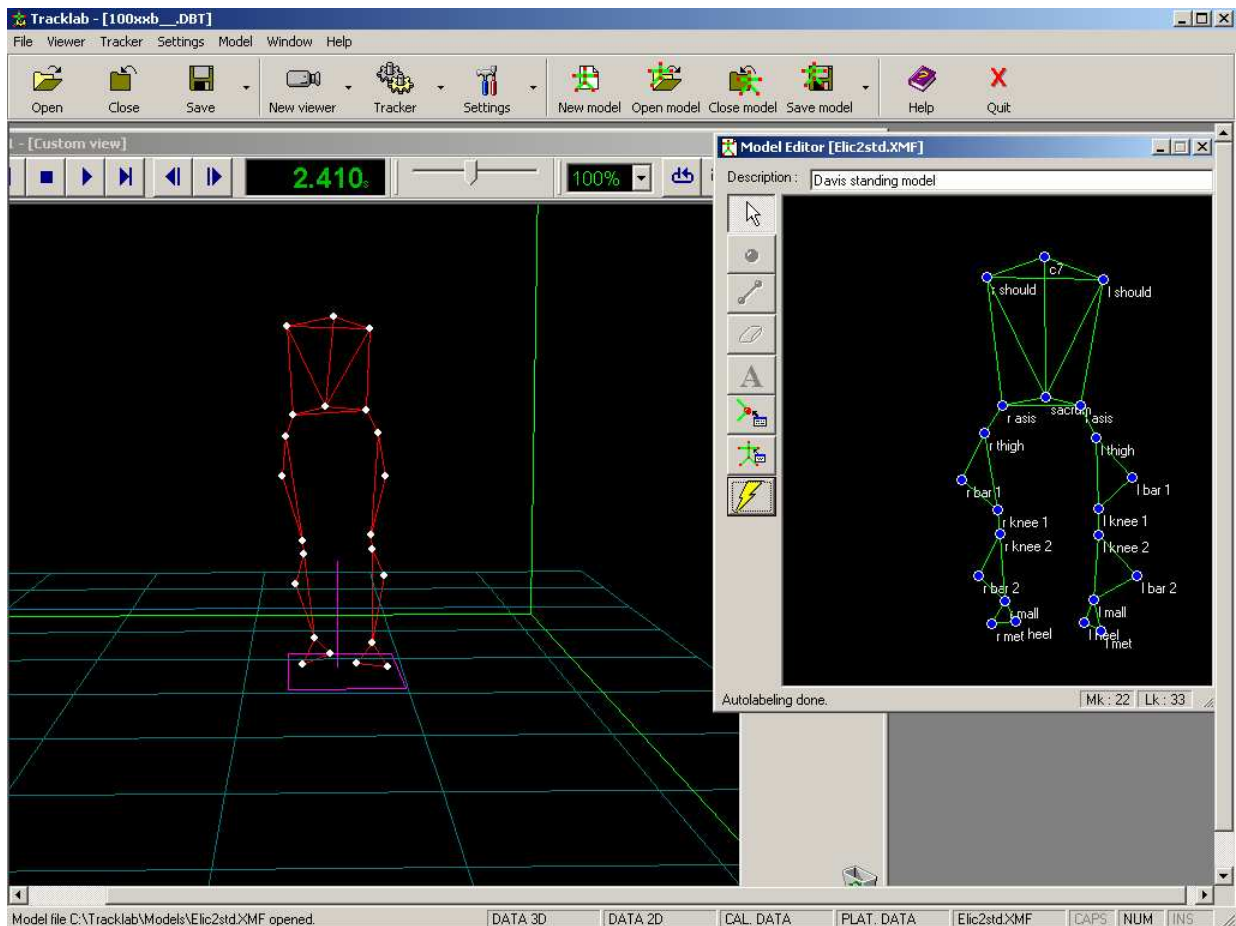 Tracklab - [100xxb__.DBT]
File Viewer Tracker Settings Model Window Help
Open Close Save New viewer Tracker Settings New model Open model Close model Save model Help Quit
- [Custom view]
2.410s
100%
Model Editor [Elic2std.XMF]
Description : Davis standing model
A
c7
r should
l should
sacrum
r asis
l asis
r thigh
l thigh
r bar 1
l bar 1
r knee 1
l knee 1
r knee 2
l knee 2
r bar 2
l bar 2
r mall
l mall
r met
heel
l heel
l met
Autolabeling done.
Mk : 22 Lk : 33
Model file C:\Tracklab\Models\Elic2std.XMF opened.
DATA 3D DATA 2D CAL. DATA PLAT. DATA Elic2std.XMF CAPS NUM INS